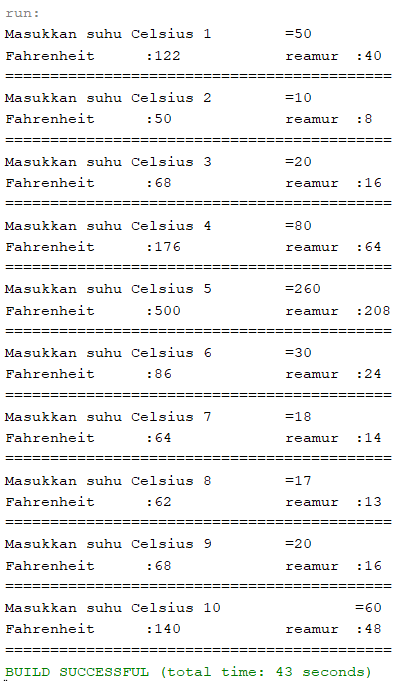 run:
Masukkan suhu Celsius 1 =50
Fahrenheit :122 reamur :40
===========================================
Masukkan suhu Celsius 2 =10
Fahrenheit :50 reamur :8
===========================================
Masukkan suhu Celsius 3 =20
Fahrenheit :68 reamur :16
===========================================
Masukkan suhu Celsius 4 =80
Fahrenheit :176 reamur :64
===========================================
Masukkan suhu Celsius 5 =260
Fahrenheit :500 reamur :208
===========================================
Masukkan suhu Celsius 6 =30
Fahrenheit :86 reamur :24
===========================================
Masukkan suhu Celsius 7 =18
Fahrenheit :64 reamur :14
===========================================
Masukkan suhu Celsius 8 =17
Fahrenheit :62 reamur :13
===========================================
Masukkan suhu Celsius 9 =20
Fahrenheit :68 reamur :16
===========================================
Masukkan suhu Celsius 10 =60
Fahrenheit :140 reamur :48
===========================================
BUILD SUCCESSFUL (total time: 43 seconds)